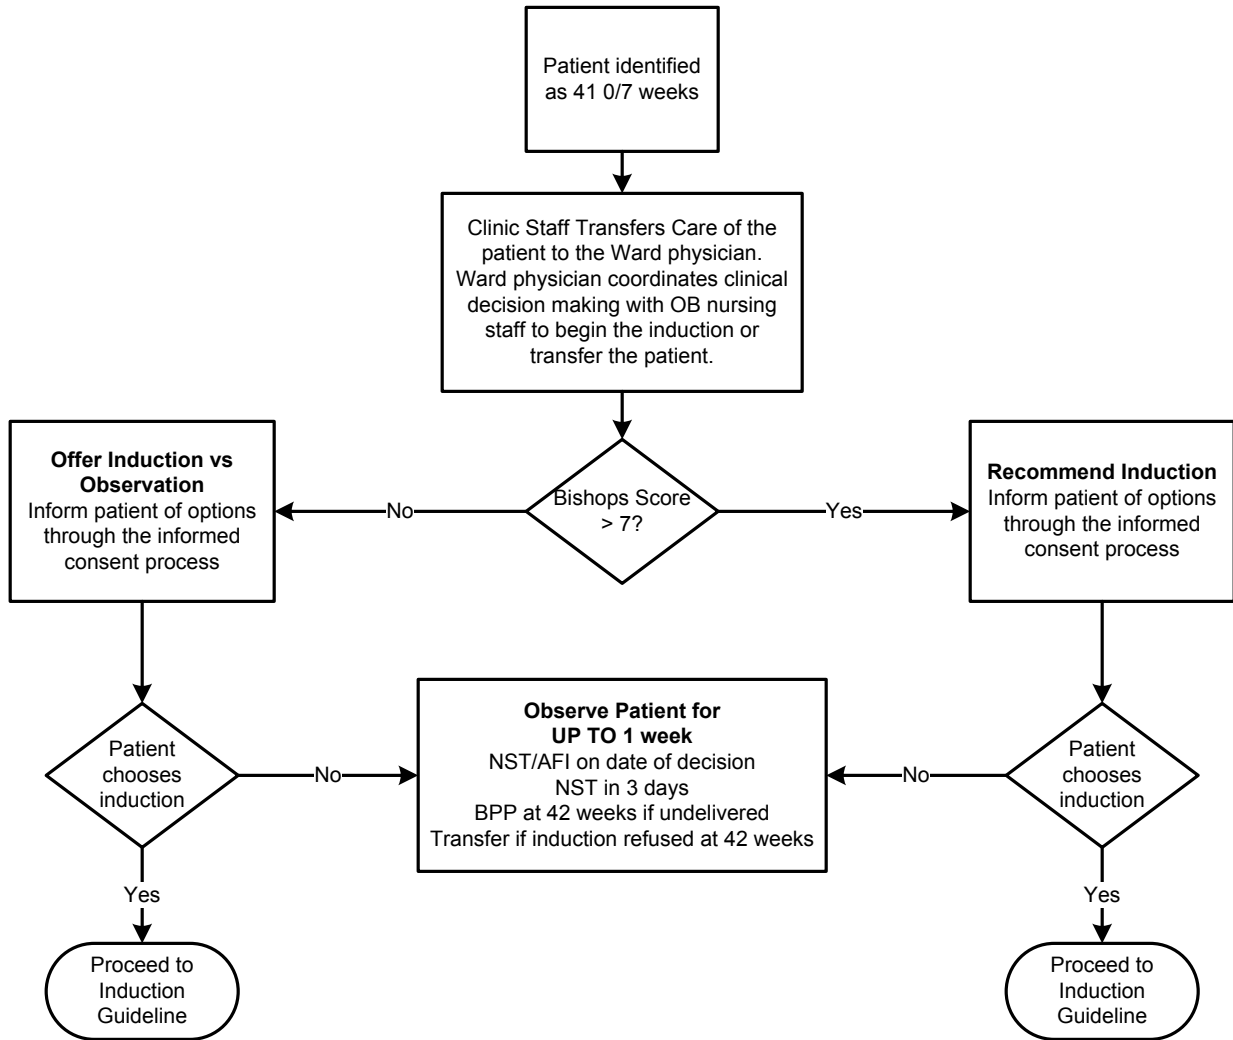 Patient identified
as 41 0/7 weeks
Clinic Staff Transfers Care of the
patient to the Ward physician.
Ward physician coordinates clinical
decision making with OB nursing
staff to begin the induction or
transfer the patient.
Offer Induction vs
Observation
Inform patient of options
through the informed
consent process
No
Bishops Score
> 7?
Yes
Recommend Induction
Inform patient of options
through the informed
consent process
Patient
chooses
induction
No
Observe Patient for
UP TO 1 week
NST/AFI on date of decision
NST in 3 days
BPP at 42 weeks if undelivered
Transfer if induction refused at 42 weeks
No
Patient
chooses
induction
Yes
Yes
Proceed to
Induction
Guideline
Proceed to
Induction
Guideline